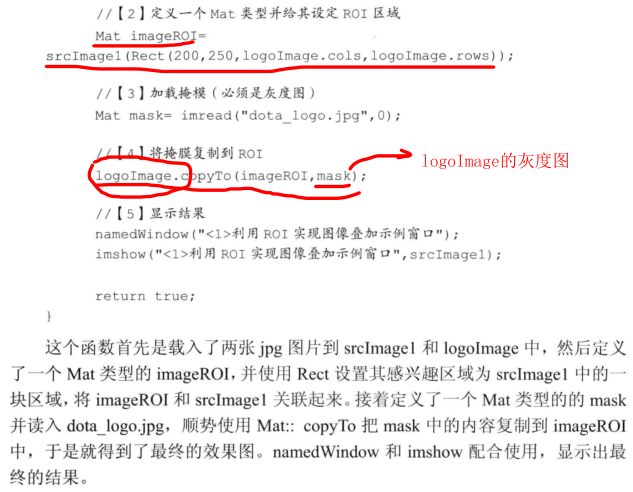 //【2】定义一个 Mat 类型并给其设定 ROI 区域
Mat imageROI=
srcImage1(Rect(200,250,logoImage.cols,logoImage.rows));
//【3】加载掩模（必须是灰度图）
Mat mask= imread("dota_logo.jpg",0);
//【4】将掩膜复制到 ROI
logoImage.copyTo(imageROI,mask);
logoImage的灰度图
//【5】显示结果
namedWindow("<1>利用 ROI 实现图像叠加示例窗口");
imshow("<1>利用 ROI 实现图像叠加示例窗口",srcImage1);
return true;
}
这个函数首先是载入了两张 jpg 图片到 srcImage1 和 logoImage 中，然后定义
了一个 Mat 类型的 imageROI，并使用 Rect 设置其感兴趣区域为 srcImage1 中的一
块区域，将 imageROI 和 srcImage1 关联起来。接着定义了一个 Mat 类型的的 mask
并读入 dota_logo.jpg，顺势使用 Mat:: copyTo 把 mask 中的内容复制到 imageROI
中，于是就得到了最终的效果图。namedWindow 和 imshow 配合使用，显示出最
终的结果。